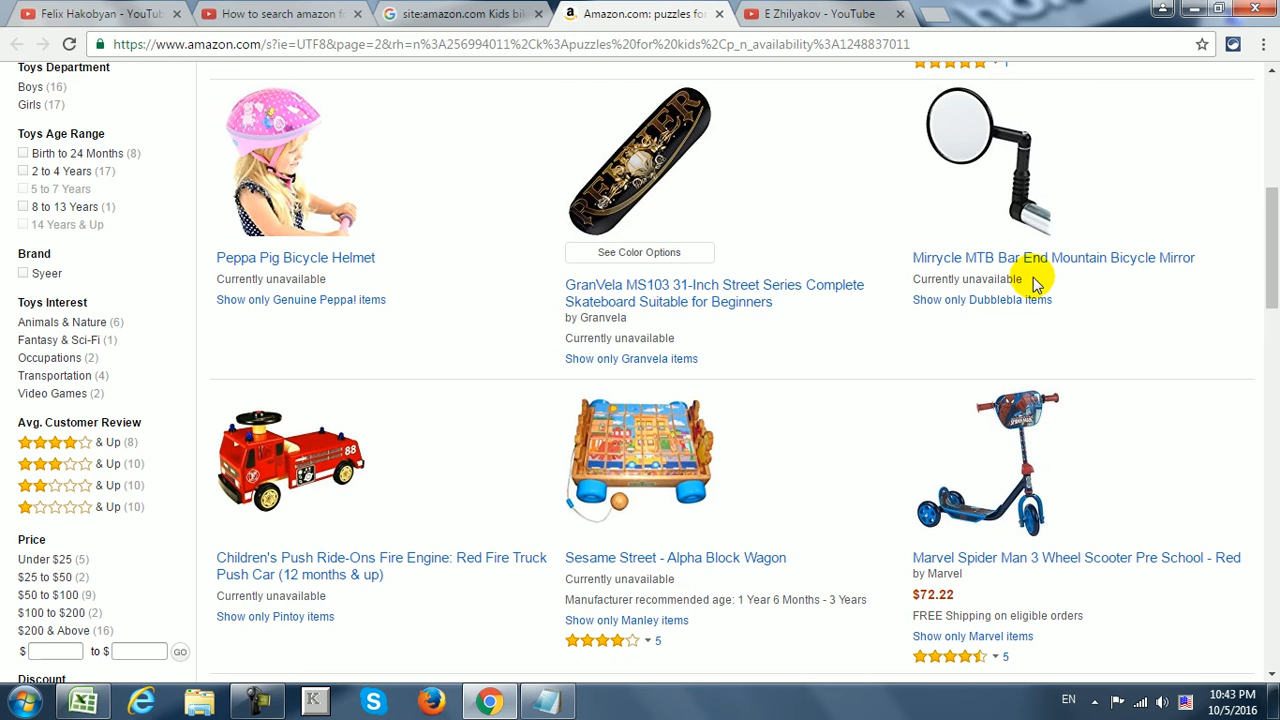 Felix Hakobyan - YouTu
How to search amazon fo
site:amazon.com Kids bik
Amazon.com: puzzles for
E Zhilyakov - YouTube
https://www.amazon.com/s?ie=UTF8&page=2&rh=n%3A256994011%2Ck%3Apuzzles%20for%20kids%2Cp_n_availability%3A1248837011
Toys Department
Boys (16)
Girls (17)
Toys Age Range
Birth to 24 Months (8)
2 to 4 Years (17)
5 to 7 Years
8 to 13 Years (1)
14 Years & Up
Brand
Syeer
Toys Interest
Animals & Nature (6)
Fantasy & Sci-Fi (1)
Occupations (2)
Transportation (4)
Video Games (2)
Avg. Customer Review
& Up (8)
& Up (10)
& Up (10)
& Up (10)
Price
Under $25 (5)
$25 to $50 (2)
$50 to $100 (9)
$100 to $200 (2)
$200 & Above (16)
$ to $ GO
Discount
1
Peppa Pig Bicycle Helmet
Currently unavailable
Show only Genuine Peppa! items
REVIVER
See Color Options
GranVela MS103 31-Inch Street Series Complete
Skateboard Suitable for Beginners
by Granvela
Currently unavailable
Show only Granvela items
Mirrycle MTB Bar End Mountain Bicycle Mirror
Currently unavailable
Show only Dubblebla items
88
Children's Push Ride-Ons Fire Engine: Red Fire Truck
Push Car (12 months & up)
Currently unavailable
Show only Pintoy items
Sesame Street - Alpha Block Wagon
Currently unavailable
Manufacturer recommended age: 1 Year 6 Months - 3 Years
Show only Manley items
5
Marvel Spider Man 3 Wheel Scooter Pre School - Red
by Marvel
$72.22
FREE Shipping on eligible orders
Show only Marvel items
5
EN
10:43 PM
10/5/2016